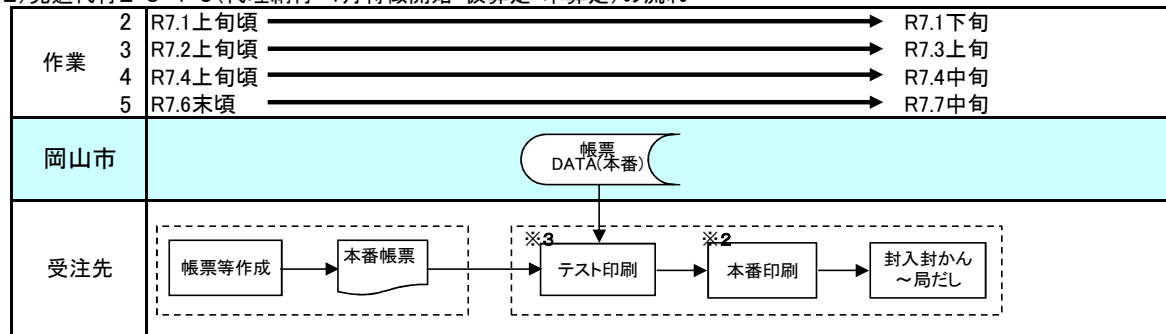 作業
2 R7.1上旬頃 R7.1下旬
3 R7.2上旬頃 R7.3上旬
4 R7.4上旬頃 R7.4中旬
5 R7.6末頃 R7.7中旬
岡山市
帳票
DATA(本番)
受注先
帳票等作成
本番帳票
※3
テスト印刷
※2
本番印刷
封入封かん
～局だし